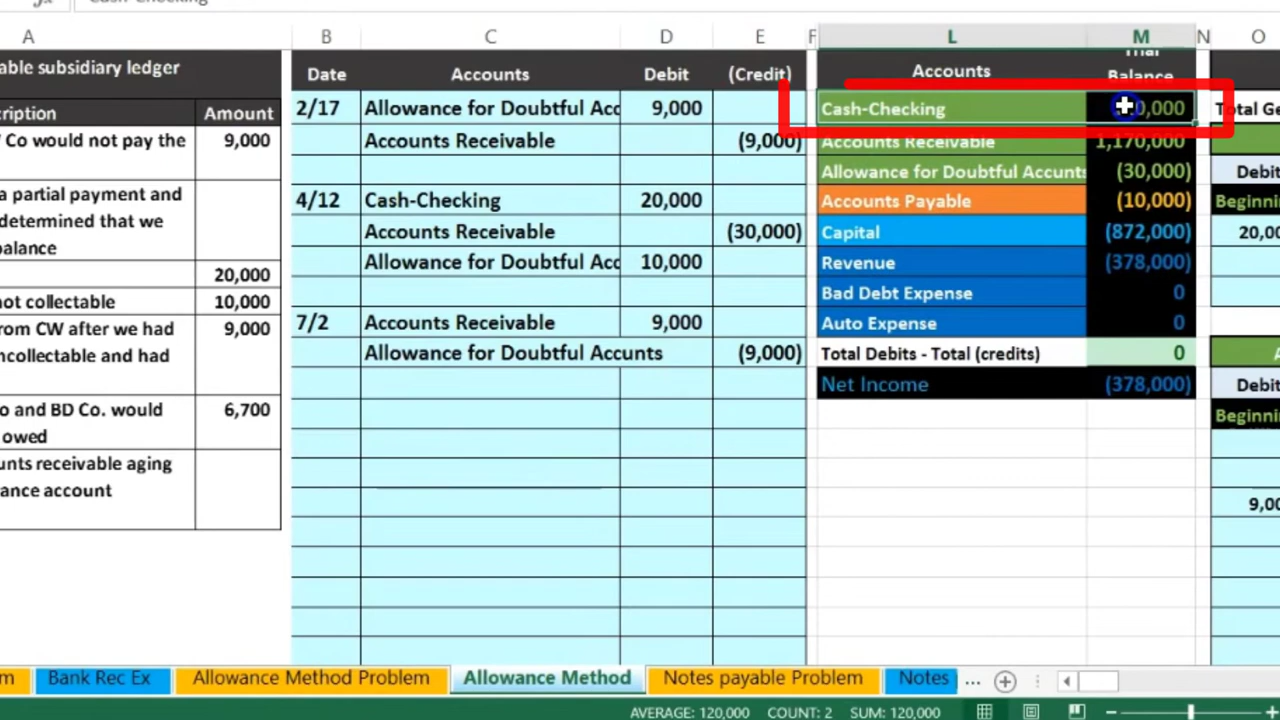 A B C D E F L M N O
able subsidiary ledger
cription Amount
Co would not pay the 9,000
a partial payment and
determined that we
balance
20,000
not collectable 10,000
rom CW after we had 9,000
ncollectable and had
o and BD Co. would 6,700
owed
unts receivable aging
vance account
Date Accounts Debit (Credit)
2/17 Allowance for Doubtful Acc 9,000
Accounts Receivable (9,000)
4/12 Cash-Checking 20,000
Accounts Receivable (30,000)
Allowance for Doubtful Acc 10,000
7/2 Accounts Receivable 9,000
Allowance for Doubtful Accunts (9,000)
Accounts Balance
Cash-Checking 0,000
Accounts Receivable 1,170,000
Allowance for Doubtful Accunts (30,000)
Accounts Payable (10,000)
Capital (872,000)
Revenue (378,000)
Bad Debt Expense 0
Auto Expense 0
Total Debits - Total (credits) 0
Net Income (378,000)
Total Ge
Debit
Beginni
20,00
A
Debit
Beginni
9,00
m Bank Rec Ex Allowance Method Problem Allowance Method Notes payable Problem Notes ...
AVERAGE: 120,000 COUNT: 2 SUM: 120,000